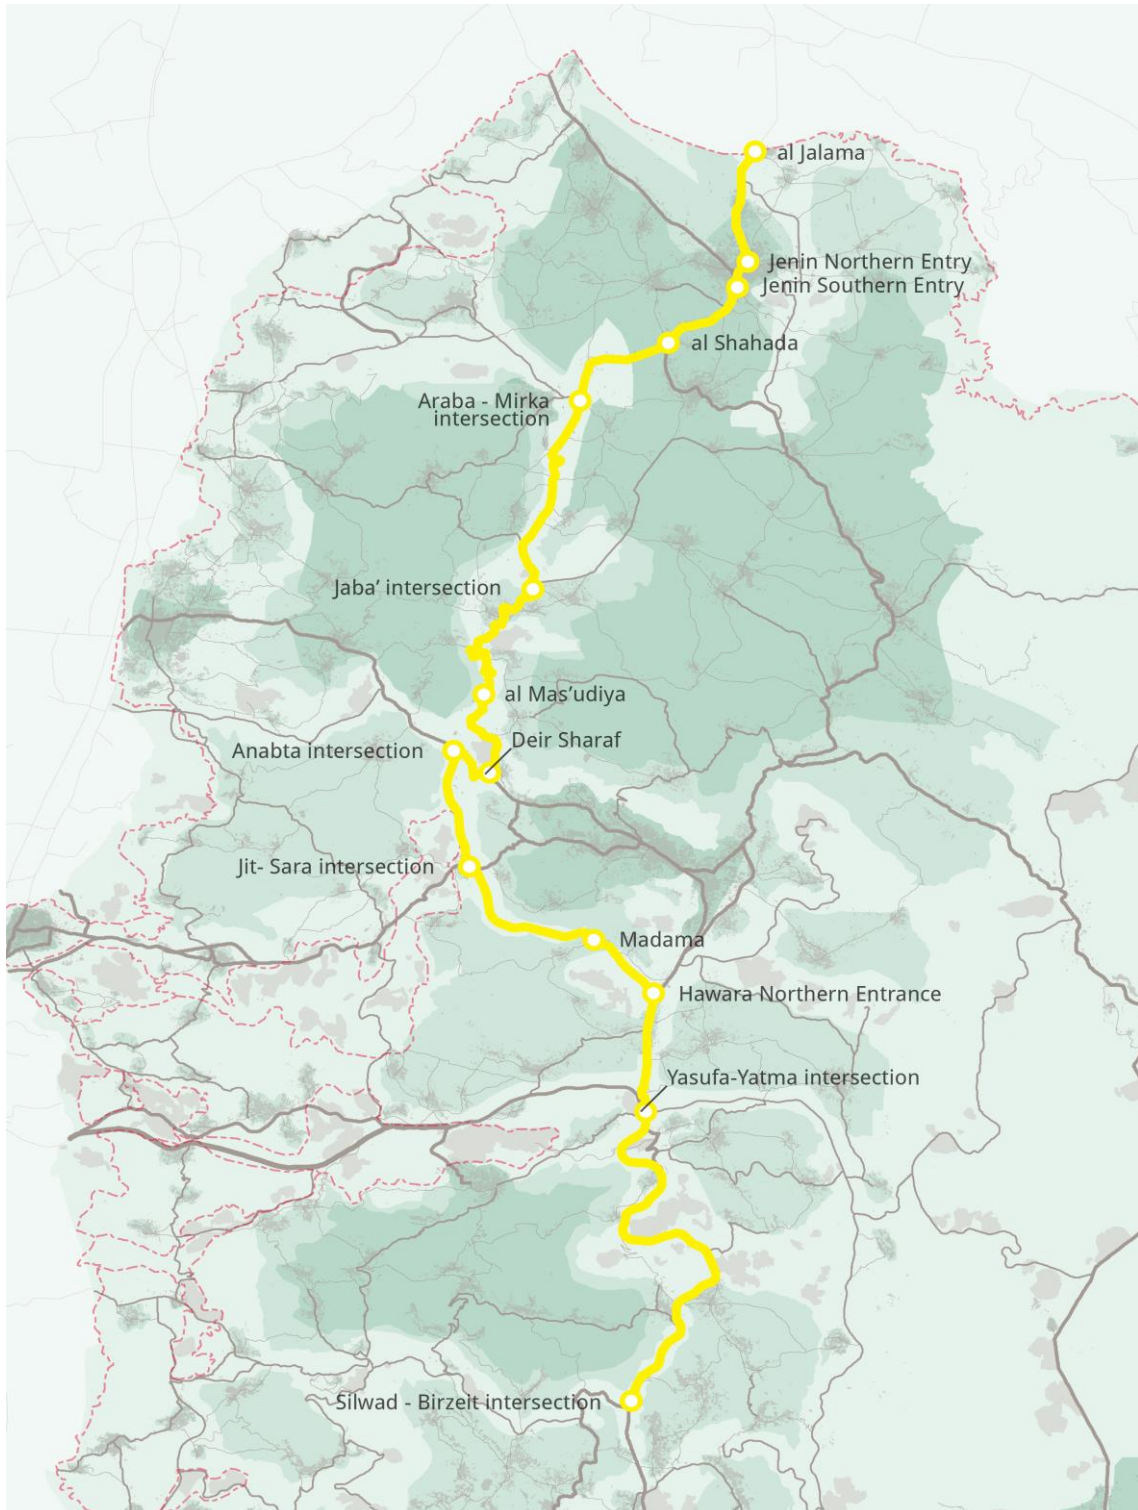 al Jalama
Jenin Northern Entry
Jenin Southern Entry
al Shahada
Araba - Mirka
intersection
Jaba’ intersection
al Mas’udiya
Deir Sharaf
Anabta intersection
Jit- Sara intersection
Madama
Hawara Northern Entrance
Yasufa-Yatma intersection
Silwad - Birzeit intersection